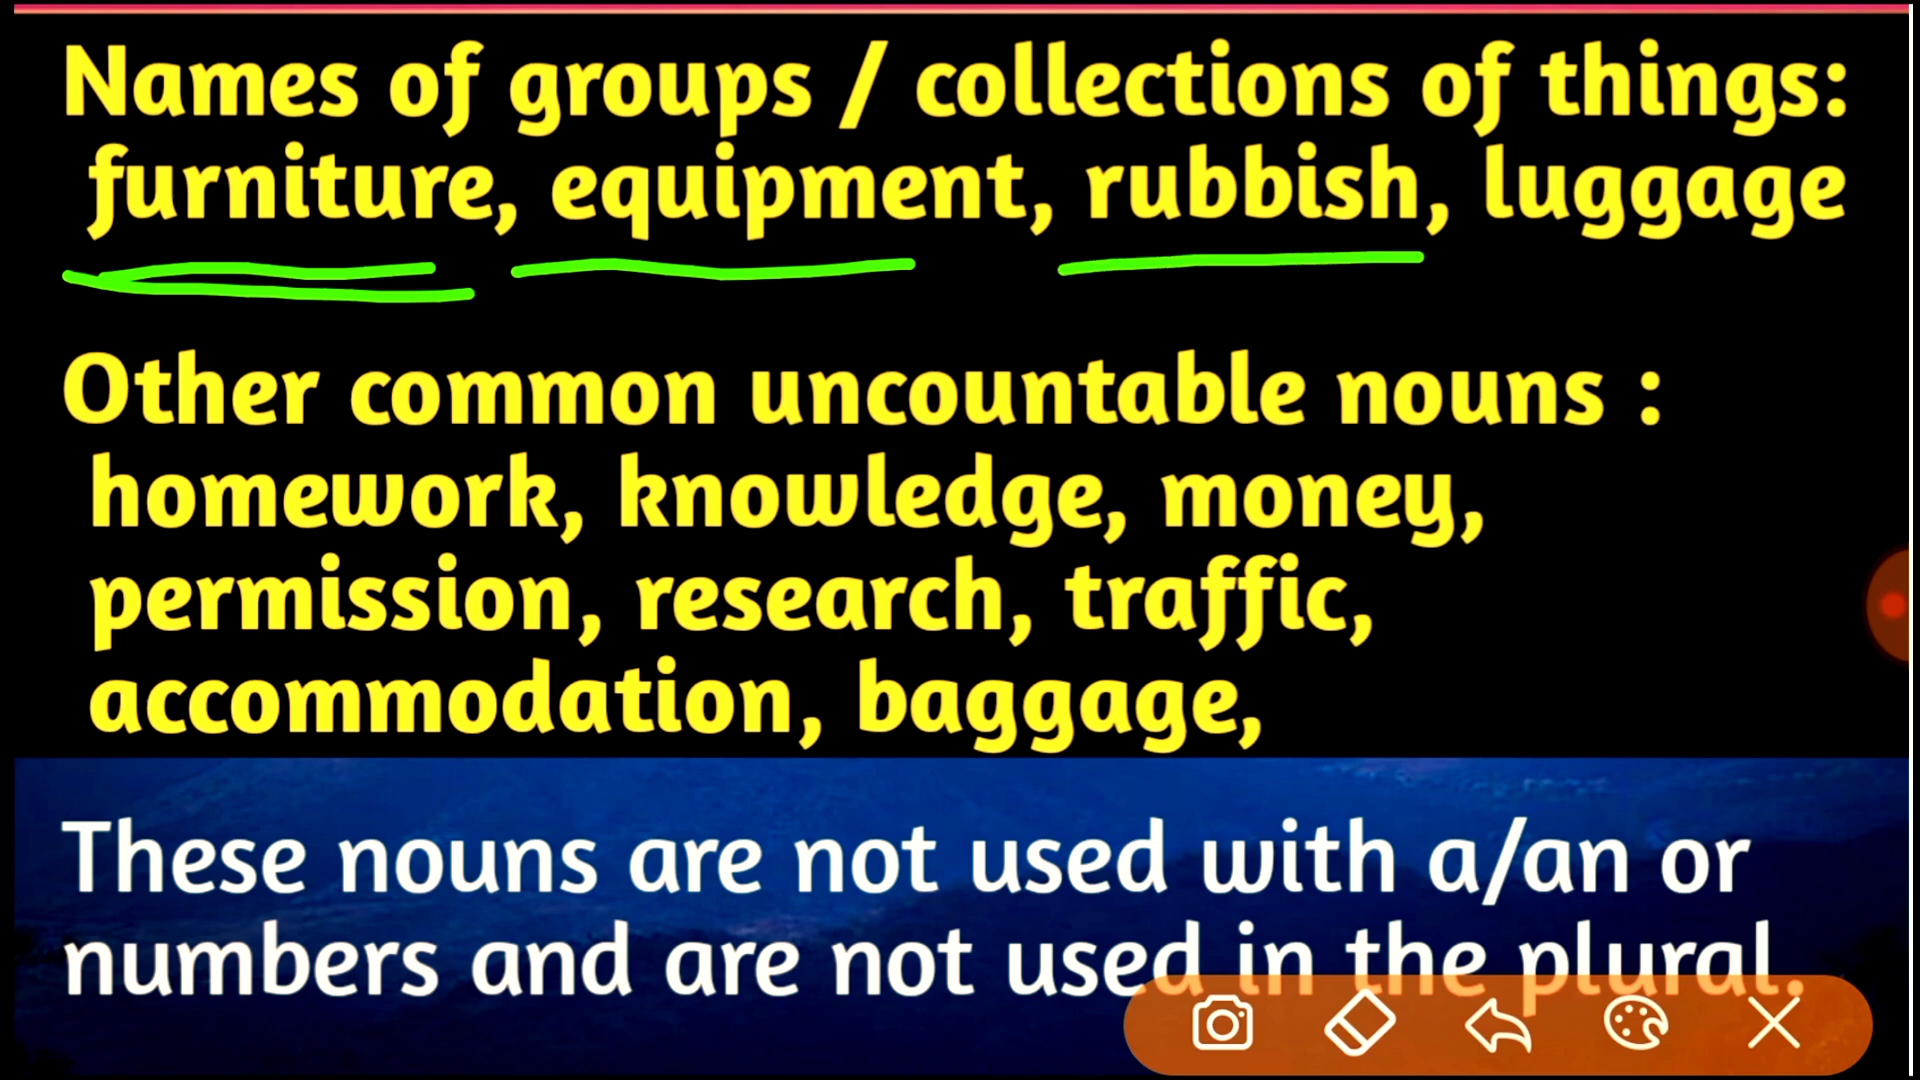 Names of groups / collections of things:
furniture, equipment, rubbish, luggage
Other common uncountable nouns :
homework, knowledge, money,
permission, research, traffic,
accommodation, baggage,
These nouns are not used with a/an or
numbers and are not used in the plural.